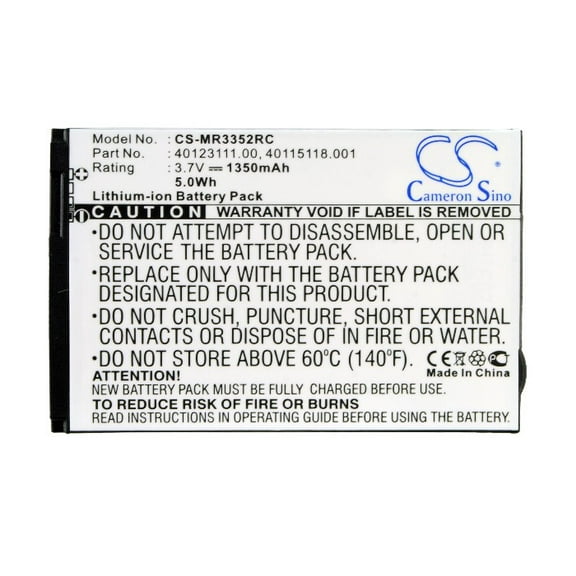 Model No. : CS-MR3352RC
Part No. : 40123111.00, 40115118.001
Rating : 3.7V 1350mAh
5.0Wh
Lithium-ion Battery Pack
CS
Cameron Sino
CAUTION WARRANTY VOID IF LABEL IS REMOVED
•DO NOT ATTEMPT TO DISASSEMBLE, OPEN OR SERVICE THE BATTERY PACK.
•REPLACE ONLY WITH THE BATTERY PACK
DESIGNATED FOR THIS PRODUCT.
•DO NOT CRUSH, PUNCTURE, SHORT EXTERNAL
CONTACTS OR DISPOSE OF IN FIRE OR WATER.
•DO NOT STORE ABOVE 60°C (140°F).
CE
NEW BATTERY PACK MUST BE FULLY CHARGED BEFORE USE. Made in China
TO REDUCE RISK OF FIRE OR BURNS
READ INSTRUCTIONS SUPPLIED BEFORE USING THE BATTERY.